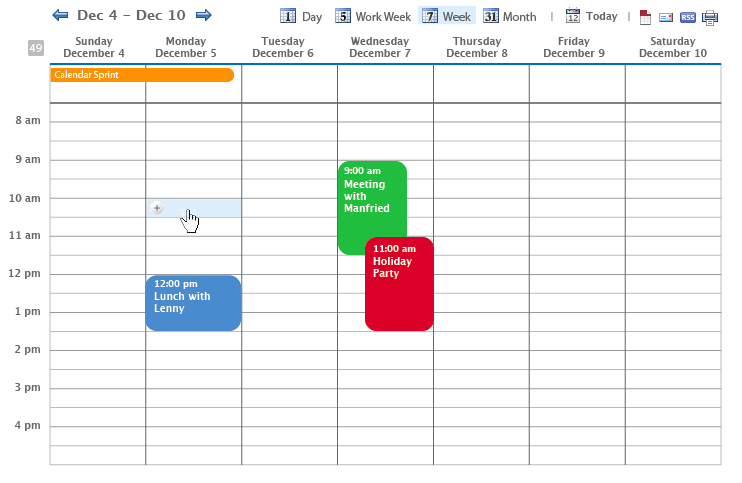 Dec 4 – Dec 10
1 Day 5 Work Week 7 Week 31 Month | 12 Today | RSS
49
Sunday Monday Tuesday Wednesday Thursday Friday Saturday
December 4 December 5 December 6 December 7 December 8 December 9 December 10
Calendar Sprint
8 am
9 am
9:00 am
Meeting
with
Manfried
10 am
11 am
11:00 am
Holiday
Party
12 pm
12:00 pm
Lunch with
Lenny
1 pm
2 pm
3 pm
4 pm